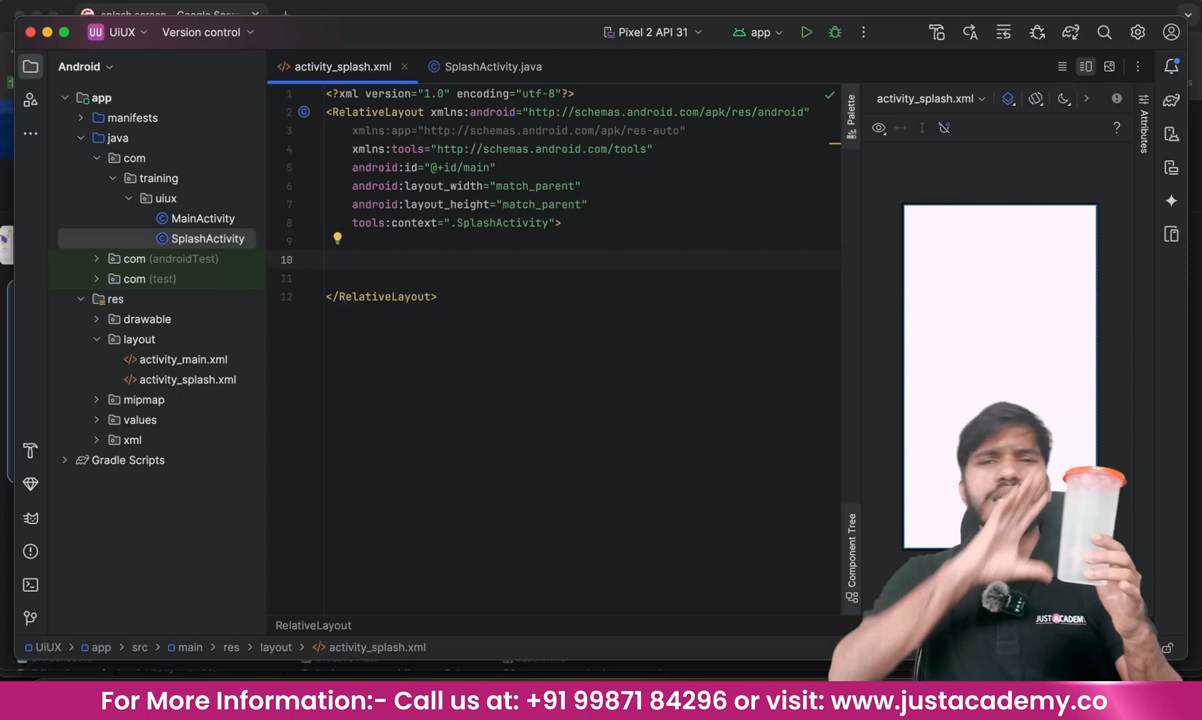 splash screen - Google Sear
UU UiUX
Version control
Pixel 2 API 31
app
Android
activity_splash.xml
SplashActivity.java
app
manifests
java
com
training
uiux
MainActivity
SplashActivity
com (androidTest)
com (test)
res
drawable
layout
activity_main.xml
activity_splash.xml
mipmap
values
xml
Gradle Scripts
1 <?xml version="1.0" encoding="utf-8"?>
2 <RelativeLayout xmlns:android="http://schemas.android.com/apk/res/android"
3 xmlns:app="http://schemas.android.com/apk/res-auto"
4 xmlns:tools="http://schemas.android.com/tools"
5 android:id="@+id/main"
6 android:layout_width="match_parent"
7 android:layout_height="match_parent"
8 tools:context=".SplashActivity">
9
10
11
12 </RelativeLayout>
Palette
Component Tree
activity_splash.xml
?
Attributes
JUSTACADEM
RelativeLayout
UiUX > app > src > main > res > layout > activity_splash.xml
For More Information:- Call us at: +91 99871 84296 or visit: www.justacademy.co